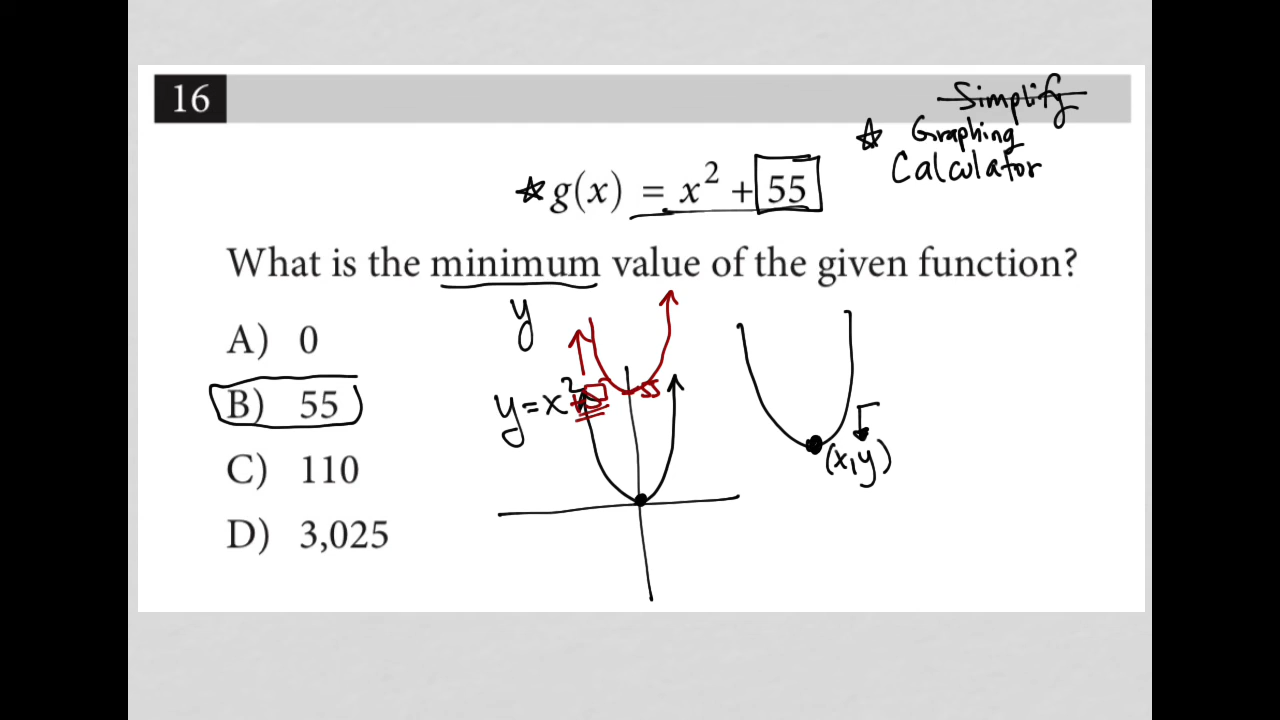 16
Simplify
☆ Graphing
Calculator
☆ g(x) = x² + 55
What is the minimum value of the given function?
y
A) 0
B) 55
C) 110
D) 3,025
55
y = x²
(x, y)